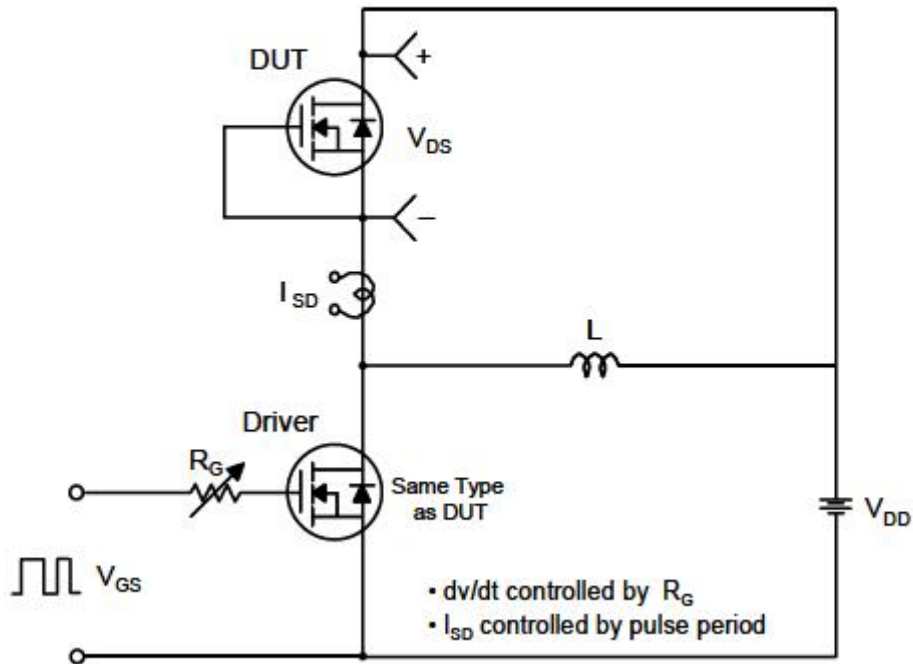 DUT
+
V_DS
–
I_SD
L
Driver
R_G
Same Type
as DUT
V_DD
V_GS
• dv/dt controlled by R_G
• I_SD controlled by pulse period